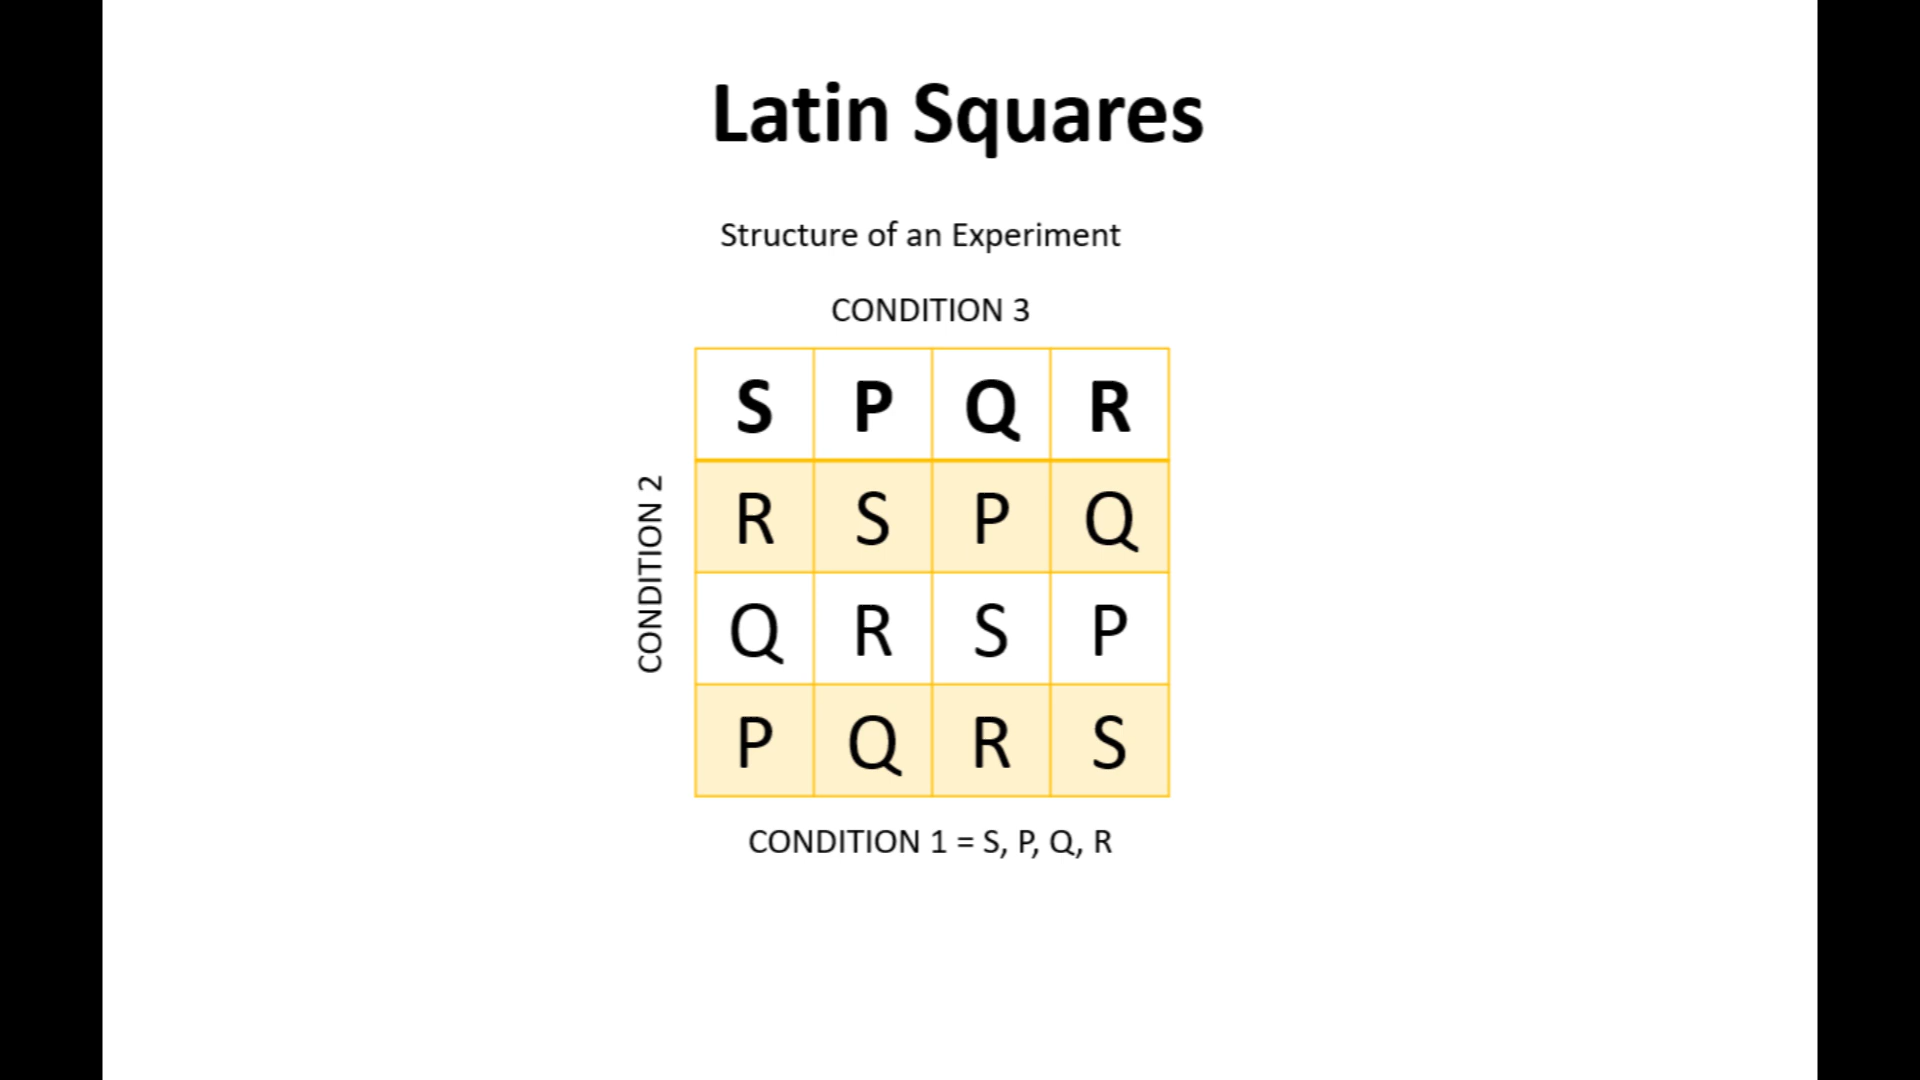 Latin Squares
Structure of an Experiment
CONDITION 3
S P Q R
CONDITION 2
R S P Q
Q R S P
P Q R S
CONDITION 1 = S, P, Q, R